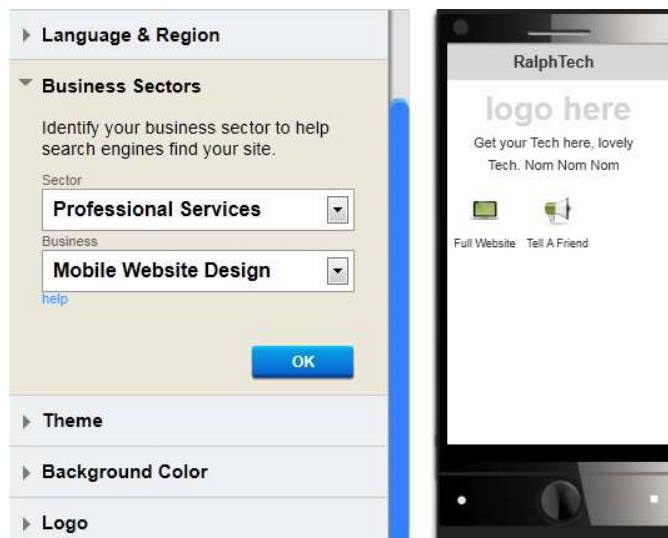 Language & Region
Business Sectors
Identify your business sector to help
search engines find your site.
Sector
Professional Services
Business
Mobile Website Design
help
OK
Theme
Background Color
Logo
RalphTech
logo here
Get your Tech here, lovely
Tech. Nom Nom Nom
Full Website
Tell A Friend